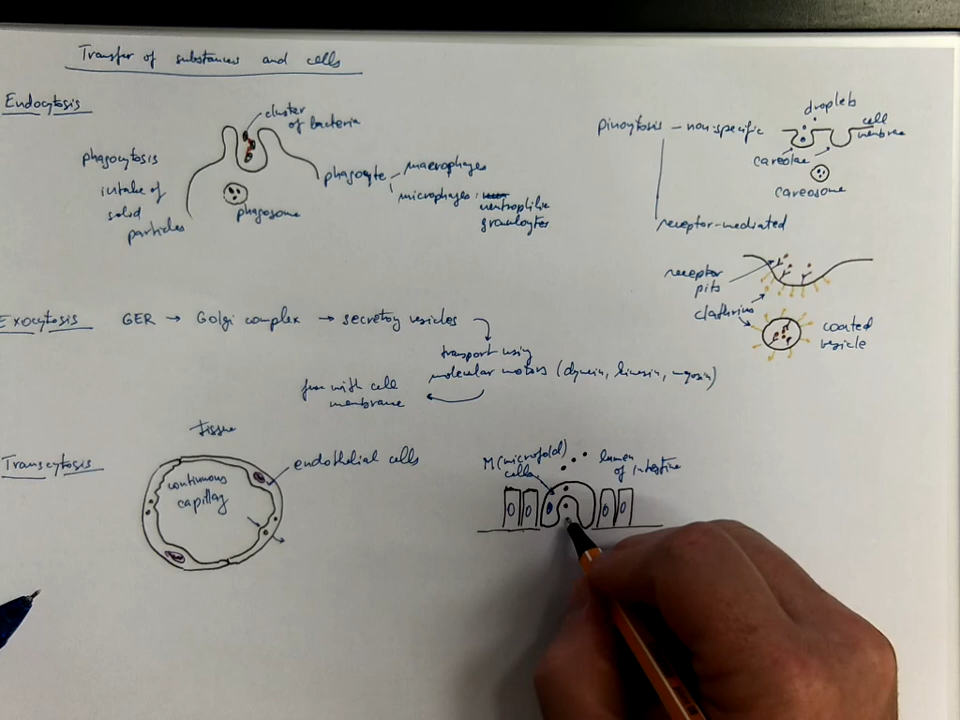 Transfer of substances and cells
Endocytosis
cluster
of bacteria
phagocytosis
intake of
solid
particles
phagosome
phagocyte
macrophages
microphages:
neutrophilic
granulocytes
pinocytosis - non-specific
droplets
cell
membrane
caveolae
caveosome
receptor-mediated
receptor
pits
clathrins
coated
vesicle
Exocytosis GER → Golgi complex → secretory vesicles
transport using
molecular motors (dynein, kinesin, myosin)
fuse with cell
membrane
Transcytosis
tissue
endothelial cells
continuous
capillary
M (microfold)
cells
lumen
of intestine